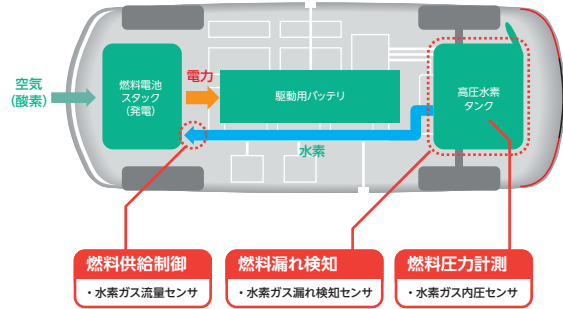 空気
(酸素)
燃料電池
スタック
(発電)
電力
駆動用バッテリ
高圧水素
タンク
水素
燃料供給制御
・水素ガス流量センサ
燃料漏れ検知
・水素ガス漏れ検知センサ
燃料圧力計測
・水素ガス内圧センサ